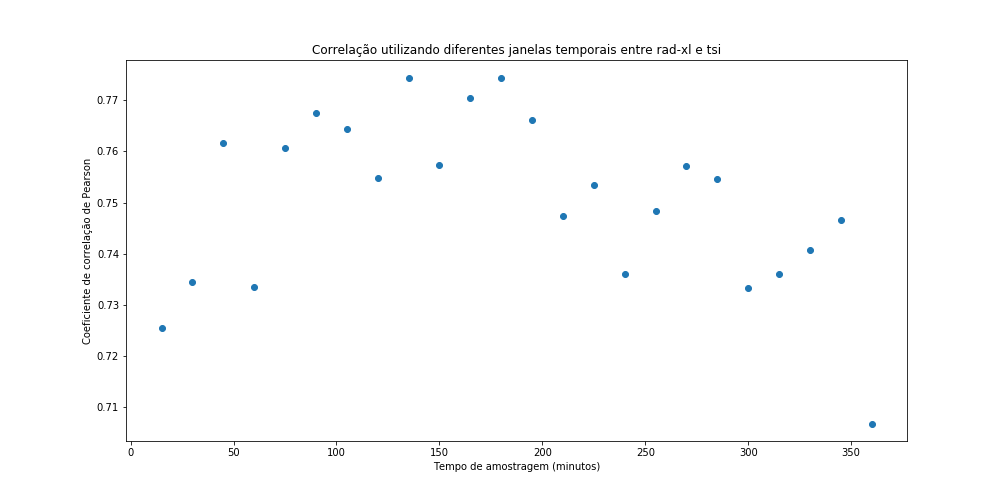 Correlação utilizando diferentes janelas temporais entre rad-xl e tsi
Coeficiente de correlação de Pearson
0.77
0.76
0.75
0.74
0.73
0.72
0.71
0 50 100 150 200 250 300 350
Tempo de amostragem (minutos)